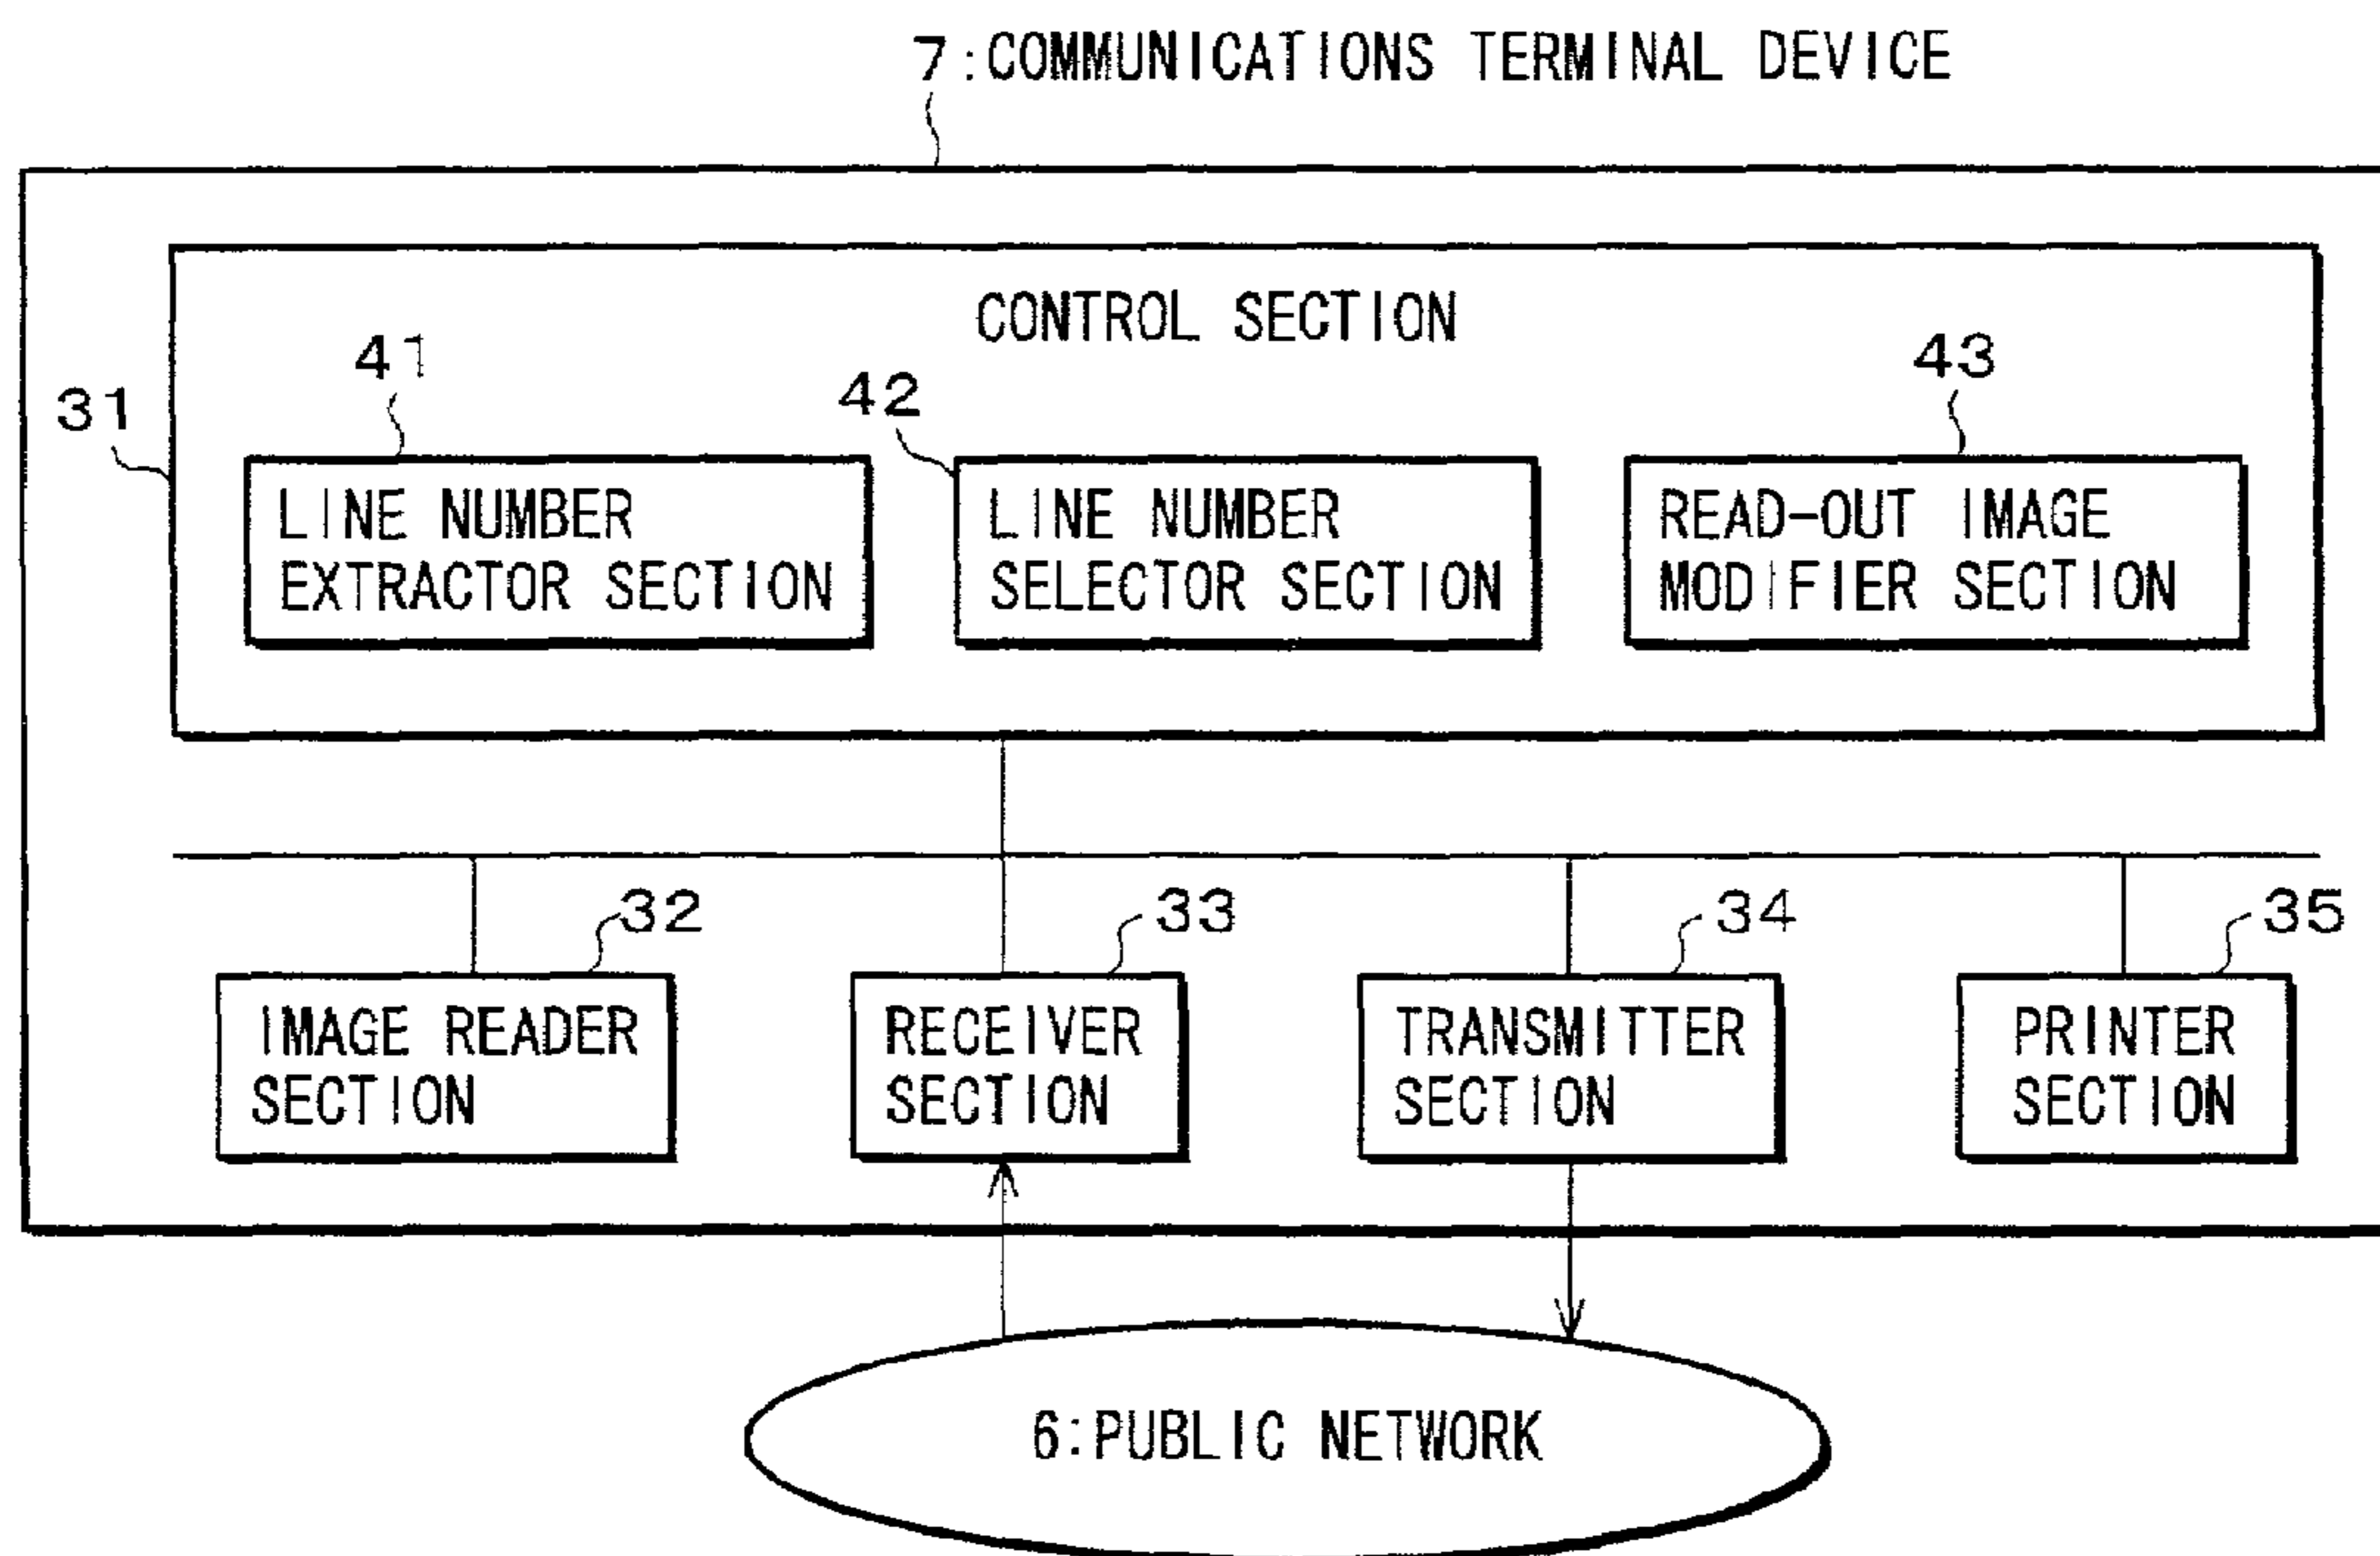 7:COMMUNICATIONS TERMINAL DEVICE
CONTROL SECTION
31
41
42
43
LINE NUMBER
EXTRACTOR SECTION
LINE NUMBER
SELECTOR SECTION
READ-OUT IMAGE
MODIFIER SECTION
32
33
34
35
IMAGE READER
SECTION
RECEIVER
SECTION
TRANSMITTER
SECTION
PRINTER
SECTION
6:PUBLIC NETWORK